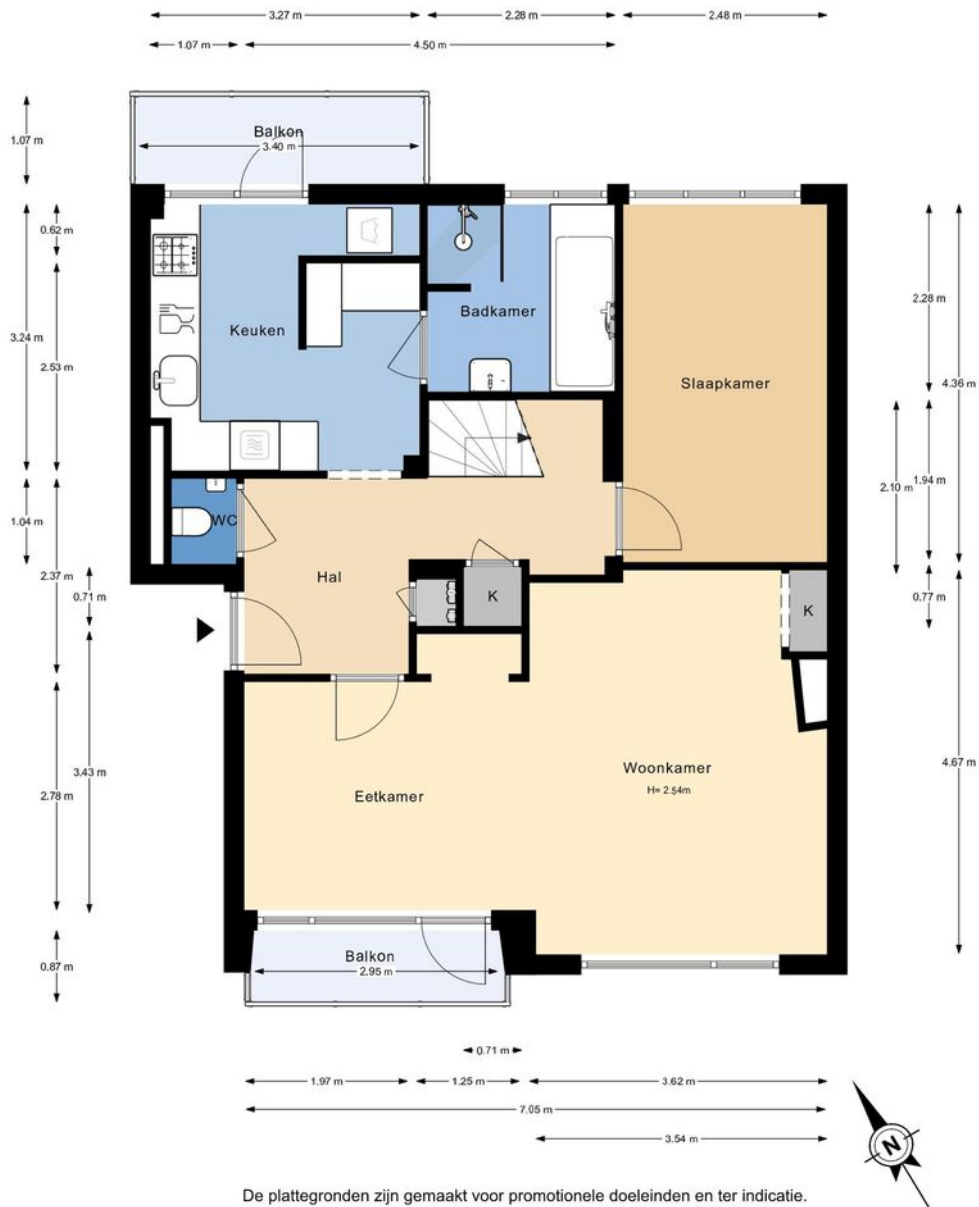 3.27 m
2.28 m
2.48 m
1.07 m
4.50 m
1.07 m
Balkon
3.40 m
0.62 m
3.24 m
2.53 m
Keuken
Badkamer
Slaapkamer
2.28 m
4.36 m
1.94 m
2.10 m
1.04 m
WC
2.37 m
0.71 m
Hal
K
K
0.77 m
3.43 m
2.78 m
Eetkamer
Woonkamer
H= 2.54m
4.67 m
0.87 m
Balkon
2.95 m
0.71 m
1.97 m
1.25 m
3.62 m
7.05 m
3.54 m
N
De plattegronden zijn gemaakt voor promotionele doeleinden en ter indicatie.